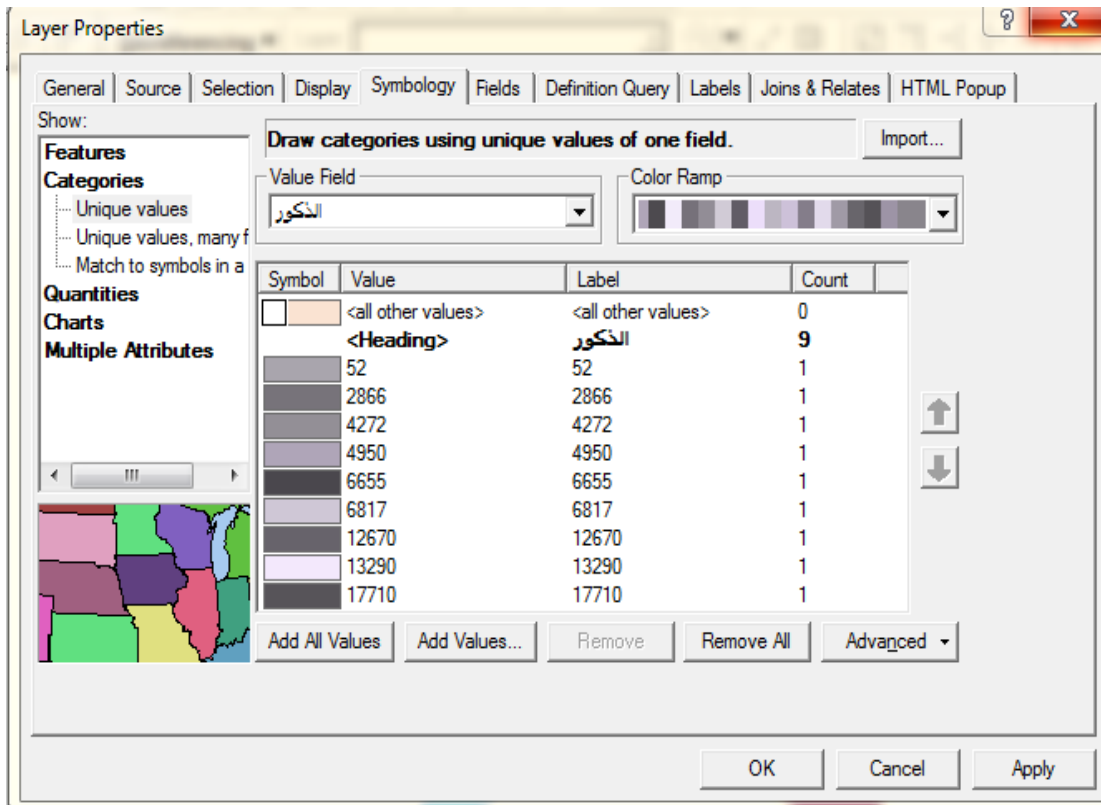 Layer Properties
General Source Selection Display Symbology Fields Definition Query Labels Joins & Relates HTML Popup
Show:
Features
Categories
Unique values
Unique values, many f
Match to symbols in a
Quantities
Charts
Multiple Attributes
Draw categories using unique values of one field.
Import...
Value Field
الذكور
Color Ramp
Symbol Value Label Count
<all other values> <all other values> 0
<Heading> الذكور 9
52 52 1
2866 2866 1
4272 4272 1
4950 4950 1
6655 6655 1
6817 6817 1
12670 12670 1
13290 13290 1
17710 17710 1
Add All Values Add Values... Remove Remove All Advanced
OK Cancel Apply